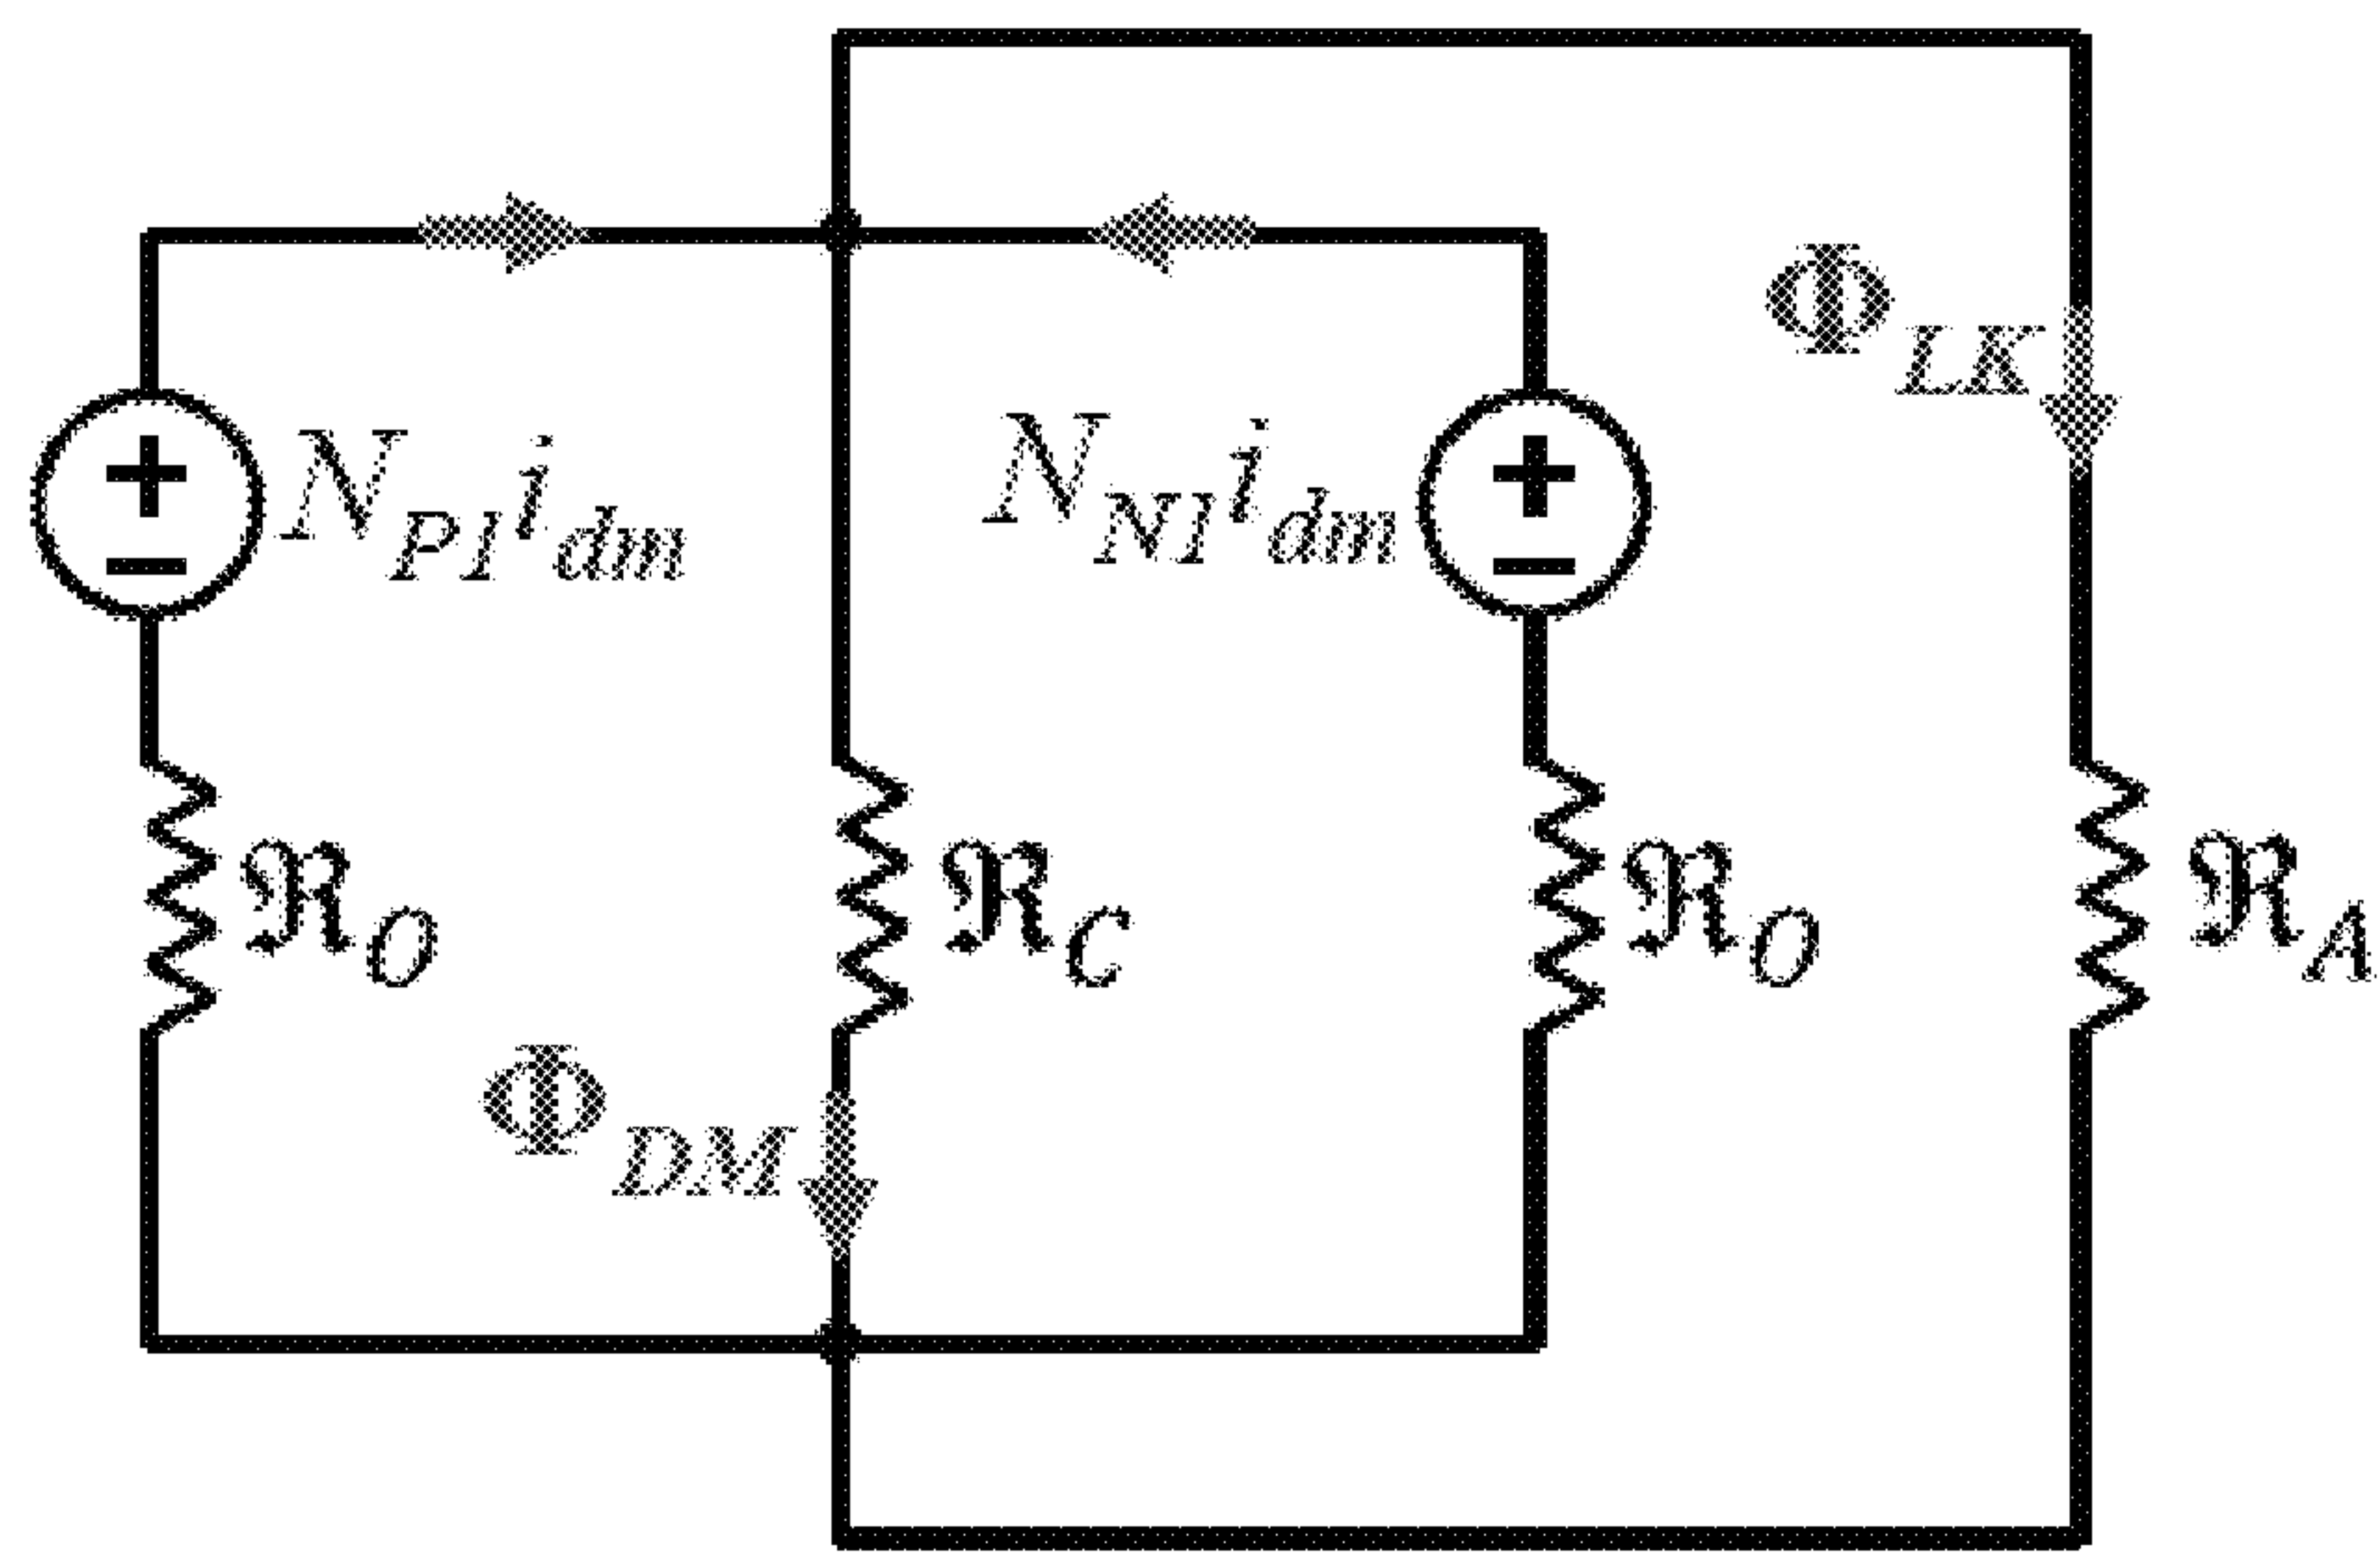 N_PI i_dm
N_NI i_dm
Φ_LK
ℜ_O
ℜ_C
ℜ_O
ℜ_A
Φ_DM